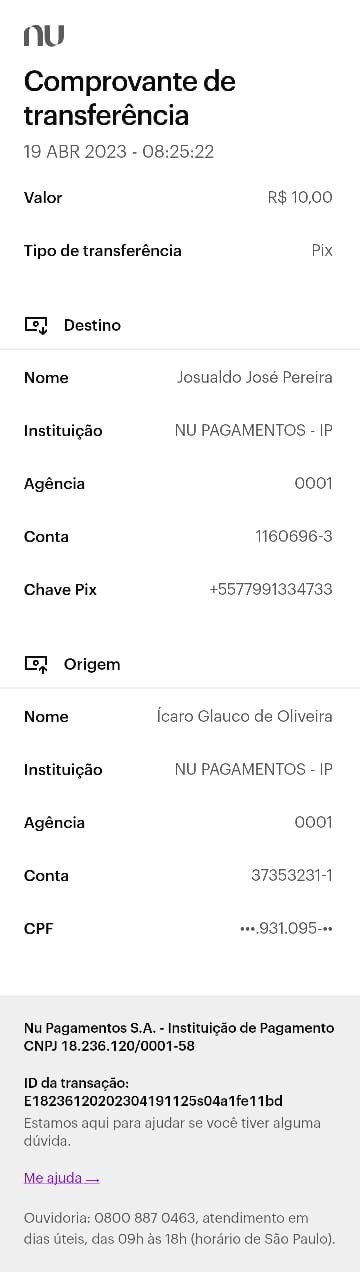 nu
Comprovante de
transferência
19 ABR 2023 - 08:25:22
Valor R$ 10,00
Tipo de transferência Pix
Destino
Nome Josualdo José Pereira
Instituição NU PAGAMENTOS - IP
Agência 0001
Conta 1160696-3
Chave Pix +5577991334733
Origem
Nome Ícaro Glauco de Oliveira
Instituição NU PAGAMENTOS - IP
Agência 0001
Conta 37353231-1
CPF •••.931.095-••
Nu Pagamentos S.A. - Instituição de Pagamento
CNPJ 18.236.120/0001-58
ID da transação:
E18236120202304191125s04a1fe11bd
Estamos aqui para ajudar se você tiver alguma
dúvida.
Me ajuda →
Ouvidoria: 0800 887 0463, atendimento em
dias úteis, das 09h às 18h (horário de São Paulo).